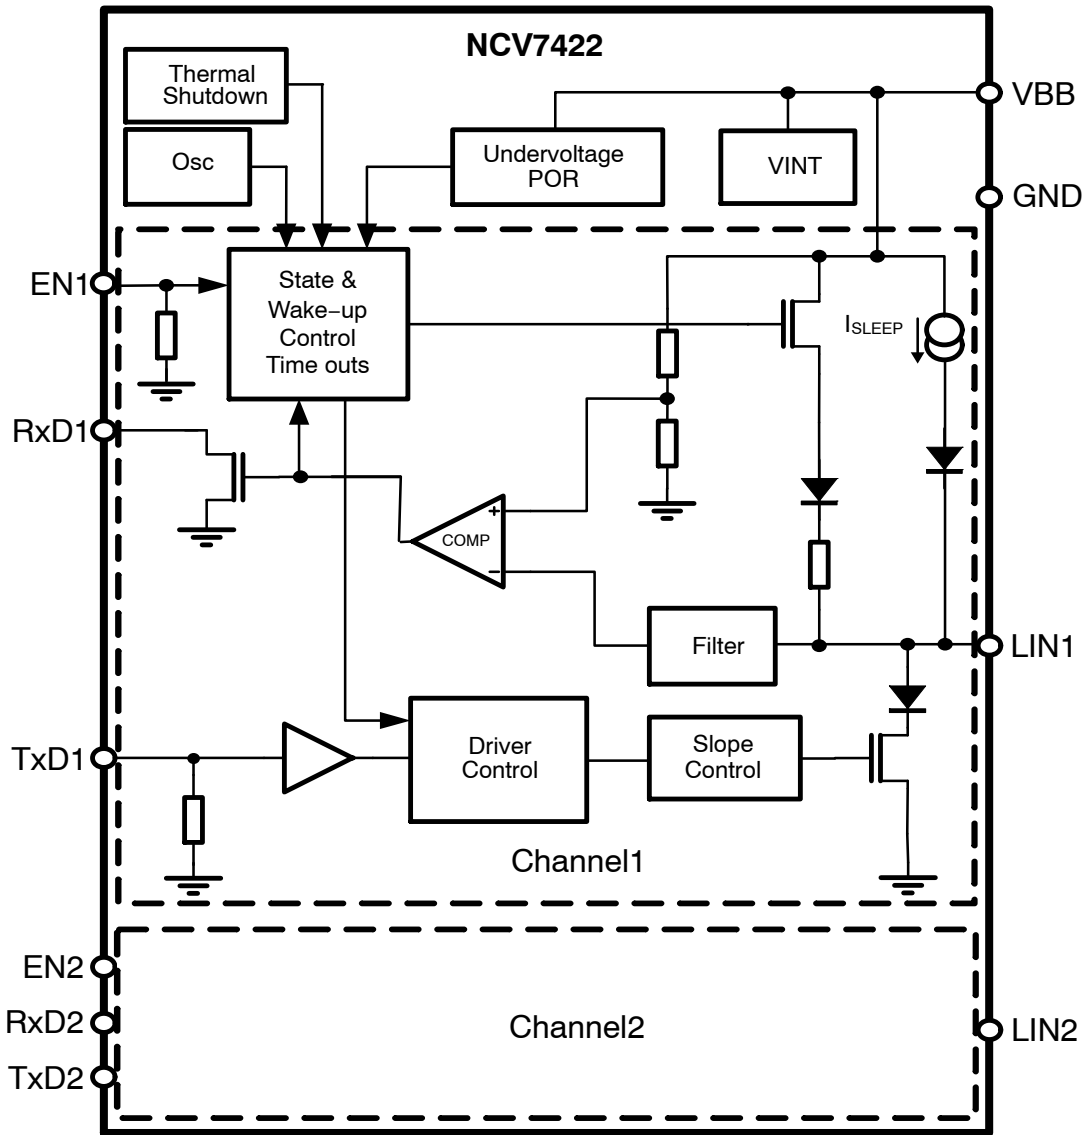 NCV7422
Thermal
Shutdown
VBB
Osc
Undervoltage
POR
VINT
GND
EN1
State &
Wake−up
Control
Time outs
ISLEEP
RxD1
+
COMP
−
Filter
LIN1
TxD1
Driver
Control
Slope
Control
Channel1
EN2
RxD2
Channel2
LIN2
TxD2